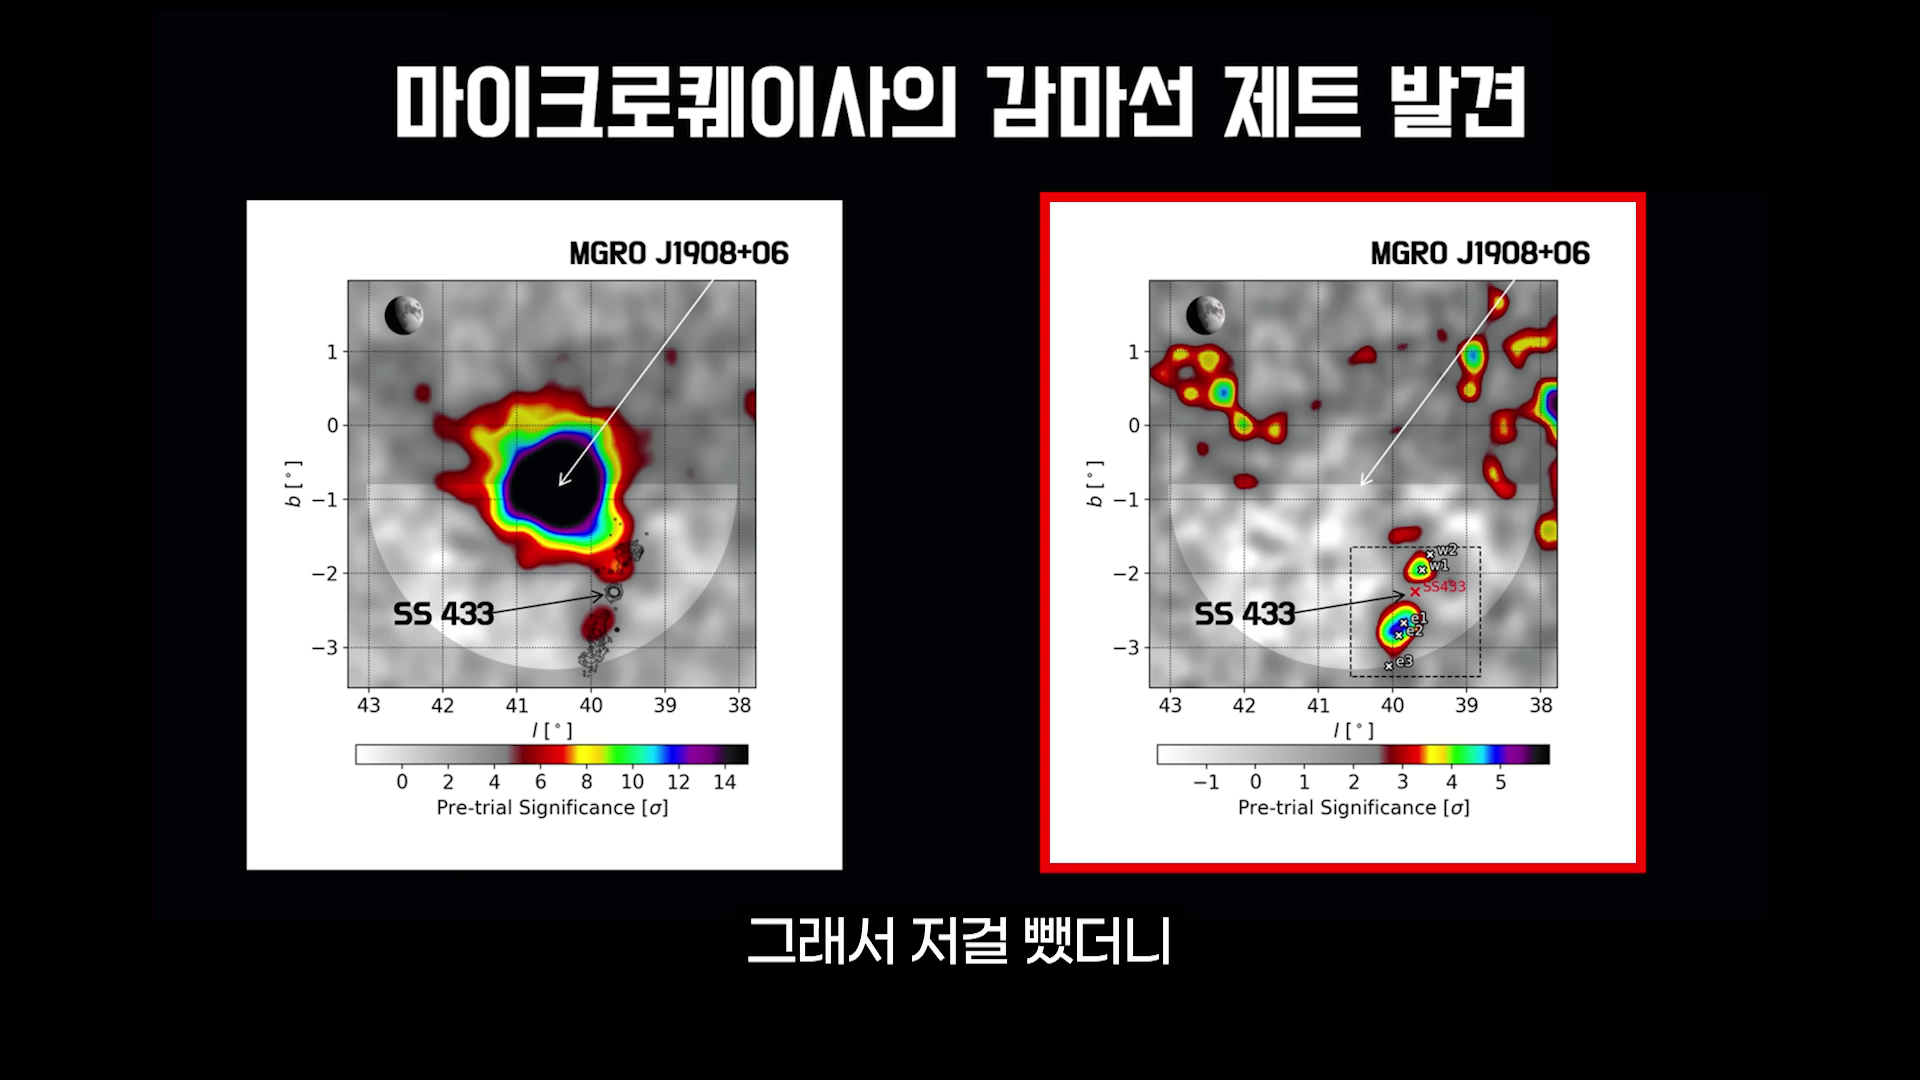 마이크로퀘이사의 감마선 제트 발견
MGRO J1908+06
1
0
−1
−2
−3
b [°]
SS 433
43 42 41 40 39 38
l [°]
0 2 4 6 8 10 12 14
Pre-trial Significance [σ]
MGRO J1908+06
1
0
−1
−2
−3
b [°]
w2
w1
SS433
SS 433
e1
e2
e3
43 42 41 40 39 38
l [°]
−1 0 1 2 3 4 5
Pre-trial Significance [σ]
그래서 저걸 뺐더니